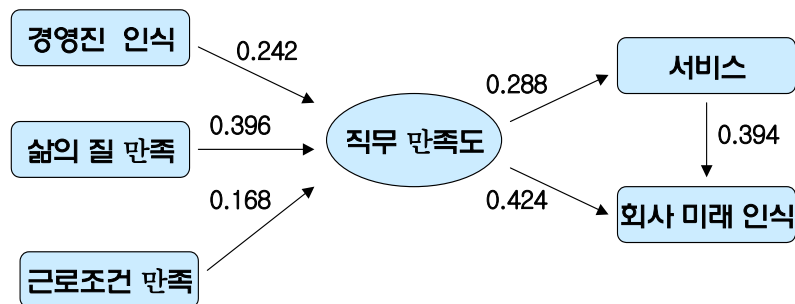 경영진 인식
0.242
삶의 질 만족
0.396
근로조건 만족
0.168
직무 만족도
0.288
서비스
0.394
0.424
회사 미래 인식